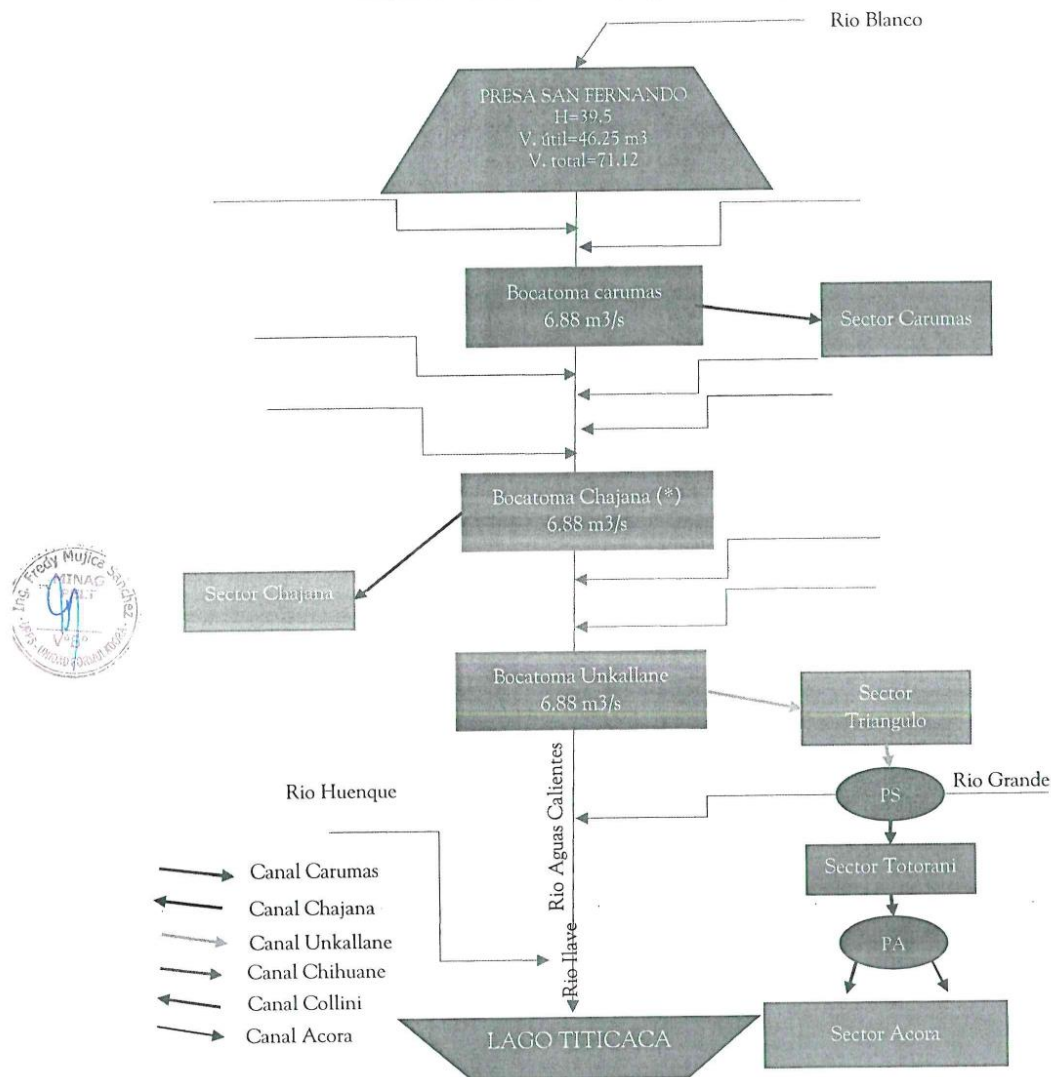 Rio Blanco
PRESA SAN FERNANDO
H=39.5
V. útil=46.25 m3
V. total=71.12
Bocatoma carumas
6.88 m3/s
Sector Carumas
Bocatoma Chajana (*)
6.88 m3/s
Sector Chajana
Ing. Fredy Mujica Sanchez
MINAG
PELT
V°B°
Bocatoma Unkallane
6.88 m3/s
Sector
Triangulo
Rio Aguas Calientes
Rio Huenque
PS
Rio Grande
Sector Totorani
PA
Rio Ilave
Canal Carumas
Canal Chajana
Canal Unkallane
Canal Chihuane
Canal Collini
Canal Acora
LAGO TITICACA
Sector Acora